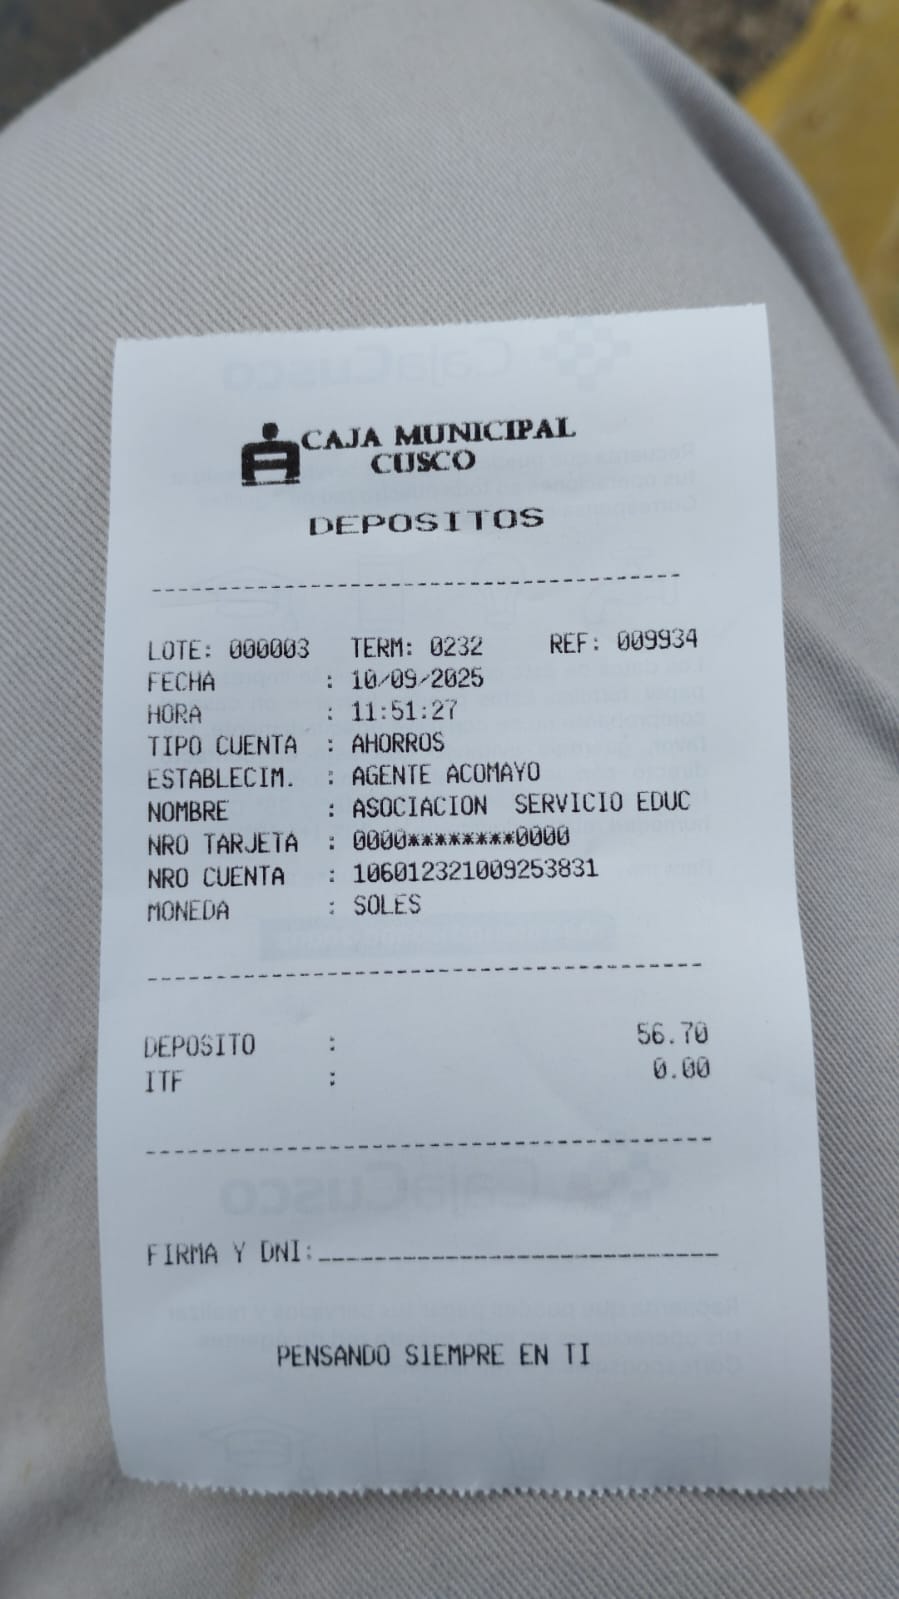 CAJA MUNICIPAL
CUSCO
DEPOSITOS
LOTE: 000003 TERM: 0232 REF: 009934
FECHA : 10/09/2025
HORA : 11:51:27
TIPO CUENTA : AHORROS
ESTABLECIM. : AGENTE ACOMAYO
NOMBRE : ASOCIACION SERVICIO EDUC
NRO TARJETA : 0000********0000
NRO CUENTA : 106012321009253831
MONEDA : SOLES
DEPOSITO : 56.70
ITF : 0.00
FIRMA Y DNI:
PENSANDO SIEMPRE EN TI